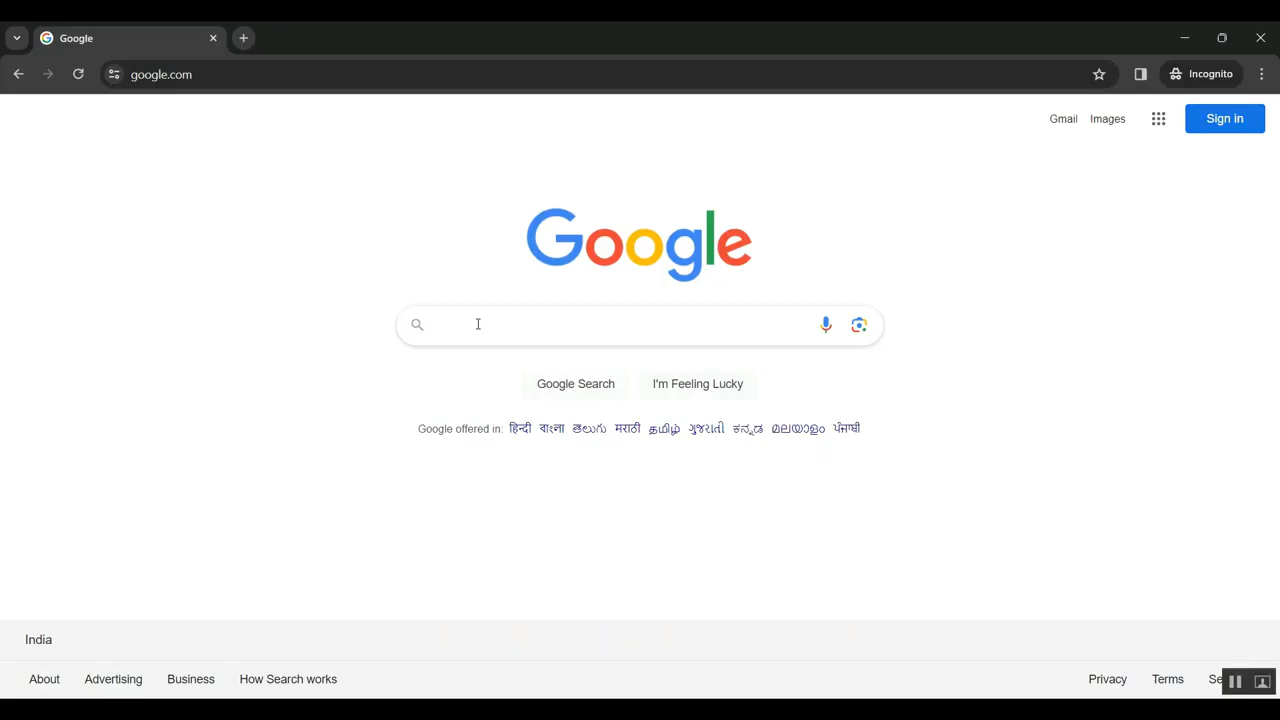 Google
google.com
Incognito
Gmail Images Sign in
Google
Google Search I'm Feeling Lucky
Google offered in: हिन्दी বাংলা తెలుగు मराठी தமிழ் ગુજરાતી ಕನ್ನಡ മലയാളം ਪੰਜਾਬੀ
India
About Advertising Business How Search works Privacy Terms Se